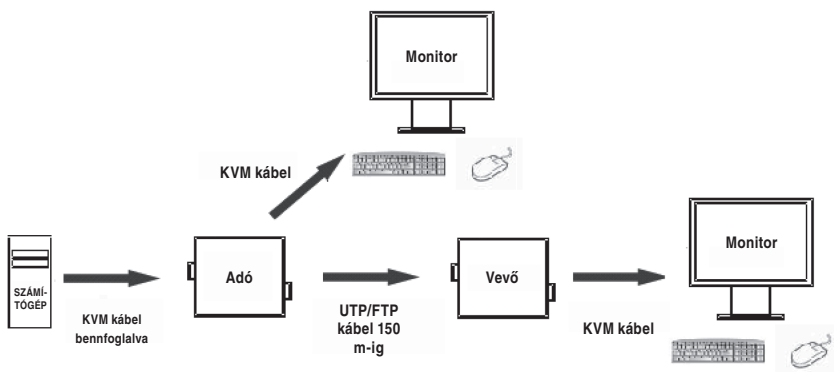 Monitor
KVM kábel
SZÁMÍ-
TÓGÉP
KVM kábel
bennfoglalva
Adó
UTP/FTP
kábel 150
m-ig
Vevő
KVM kábel
Monitor